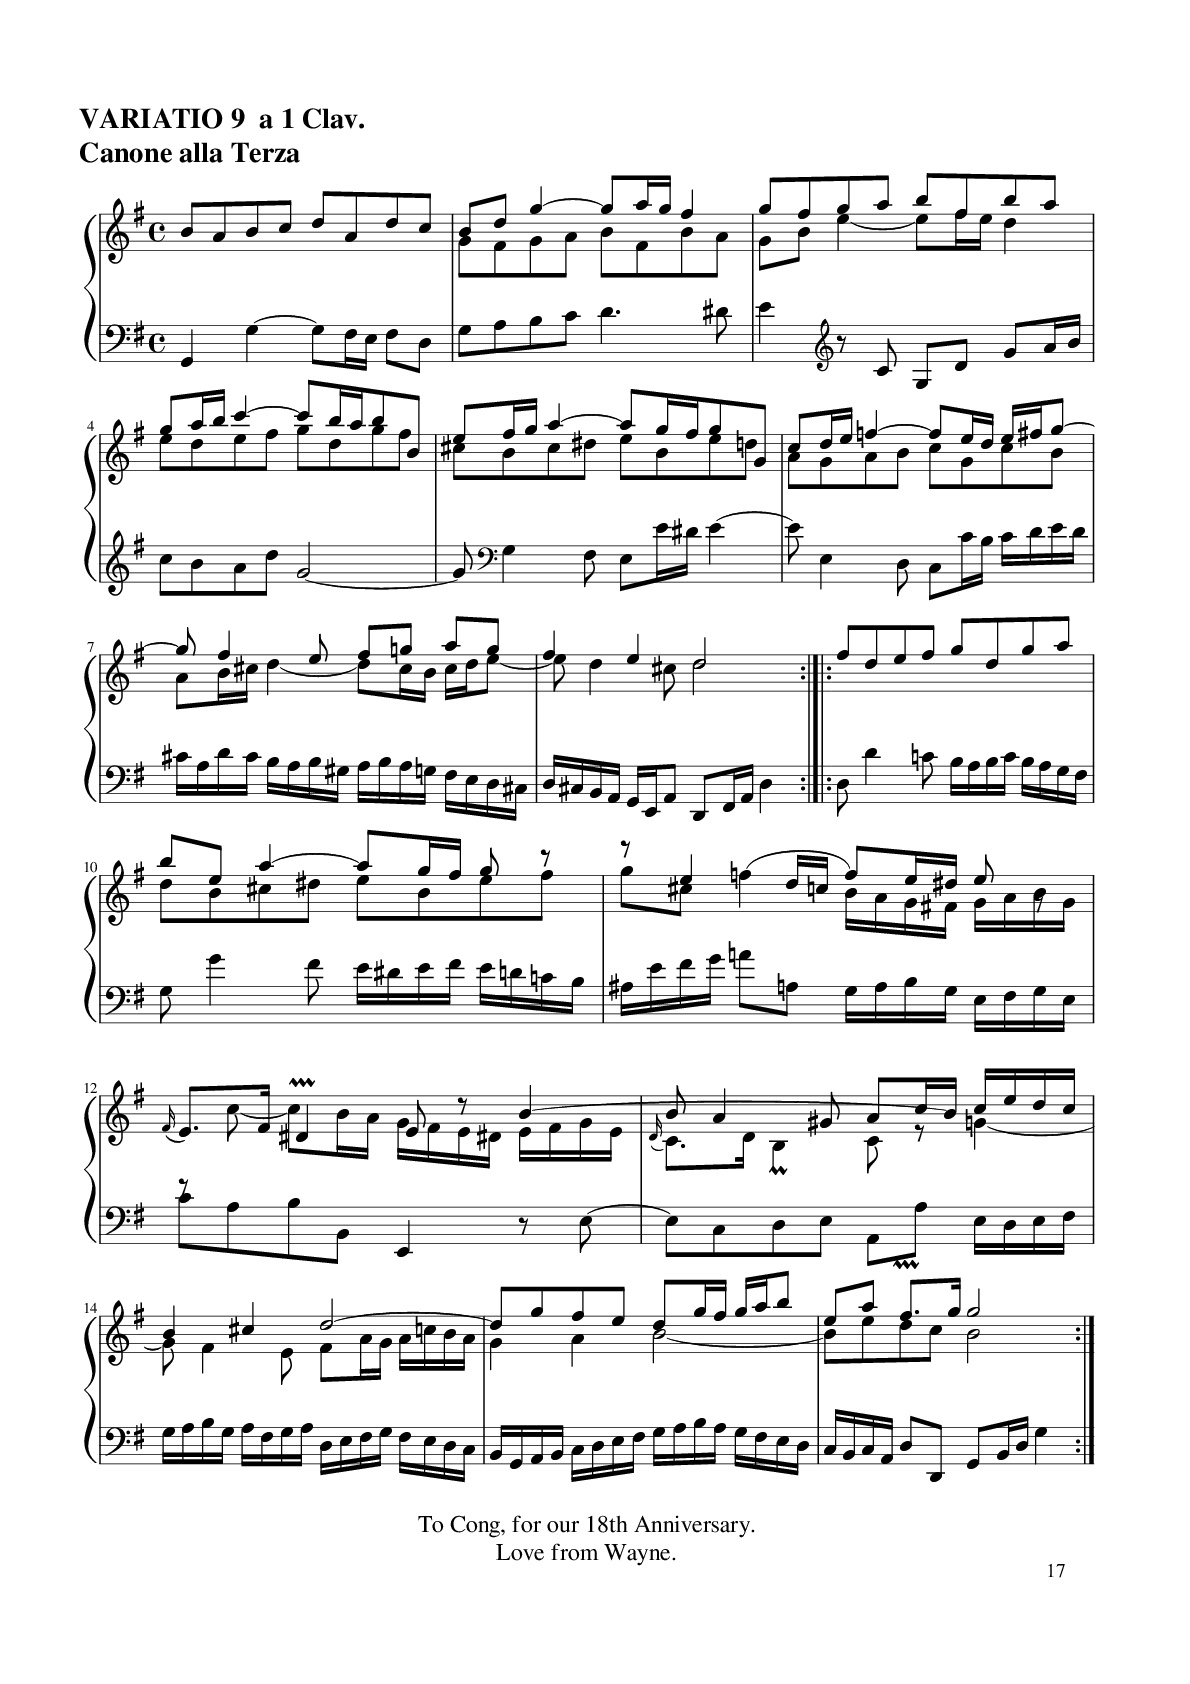 VARIATIO 9 a 1 Clav.
Canone alla Terza
4
7
10
12
14
To Cong, for our 18th Anniversary.
Love from Wayne.
17